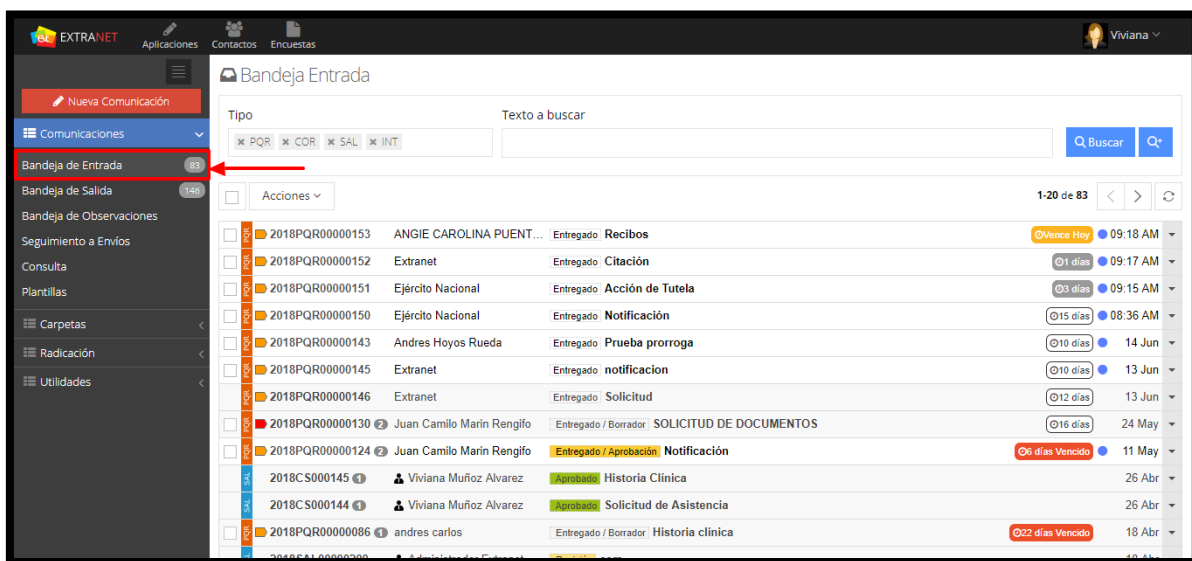 et EXTRANET Aplicaciones Contactos Encuestas Viviana
Bandeja Entrada
Nueva Comunicación
Tipo Texto a buscar
Comunicaciones
× PQR × COR × SAL × INT Buscar
Bandeja de Entrada 83
Bandeja de Salida 146
Acciones 1-20 de 83
Bandeja de Observaciones
Seguimiento a Envíos
Consulta
Plantillas
Carpetas
Radicación
Utilidades
PQR 2018PQR00000153 ANGIE CAROLINA PUENT... Entregado Recibos Vence Hoy 09:18 AM
PQR 2018PQR00000152 Extranet Entregado Citación 1 días 09:17 AM
PQR 2018PQR00000151 Ejército Nacional Entregado Acción de Tutela 3 días 09:15 AM
PQR 2018PQR00000150 Ejército Nacional Entregado Notificación 15 días 08:36 AM
PQR 2018PQR00000143 Andres Hoyos Rueda Entregado Prueba prorroga 10 días 14 Jun
PQR 2018PQR00000145 Extranet Entregado notificacion 10 días 13 Jun
PQR 2018PQR00000146 Extranet Entregado Solicitud 12 días 13 Jun
PQR 2018PQR00000130 2 Juan Camilo Marin Rengifo Entregado / Borrador SOLICITUD DE DOCUMENTOS 16 días 24 May
PQR 2018PQR00000124 2 Juan Camilo Marin Rengifo Entregado / Aprobación Notificación 6 días Vencido 11 May
SAL 2018CS000145 1 Viviana Muñoz Alvarez Aprobado Historia Clínica 26 Abr
SAL 2018CS000144 1 Viviana Muñoz Alvarez Aprobado Solicitud de Asistencia 26 Abr
PQR 2018PQR00000086 1 andres carlos Entregado / Borrador Historia clinica 22 días Vencido 18 Abr